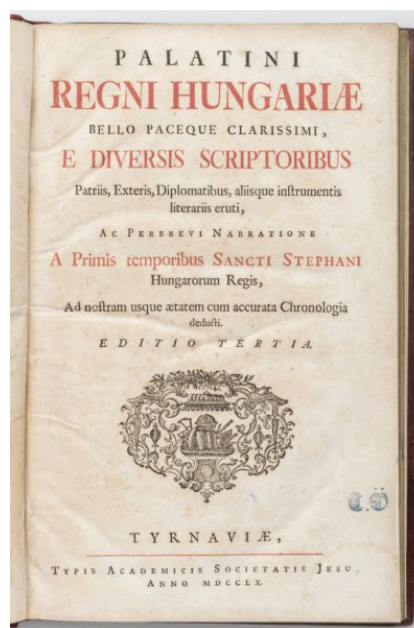 PALATINI
REGNI HUNGARIÆ
BELLO PACEQUE CLARISSIMI,
E DIVERSIS SCRIPTORIBUS
Patriis, Exteris, Diplomatibus, aliisque inſtrumentis
literariis eruti,
AC PERBREVI NARRATIONE
A Primis temporibus SANCTI STEPHANI
Hungarorum Regis,
Ad noſtram usque ætatem cum accurata Chronologia
deducti.
EDITIO TERTIA.
TYRNAVIÆ,
TYPIS ACADEMICIS SOCIETATIS JESU,
ANNO MDCCLX.